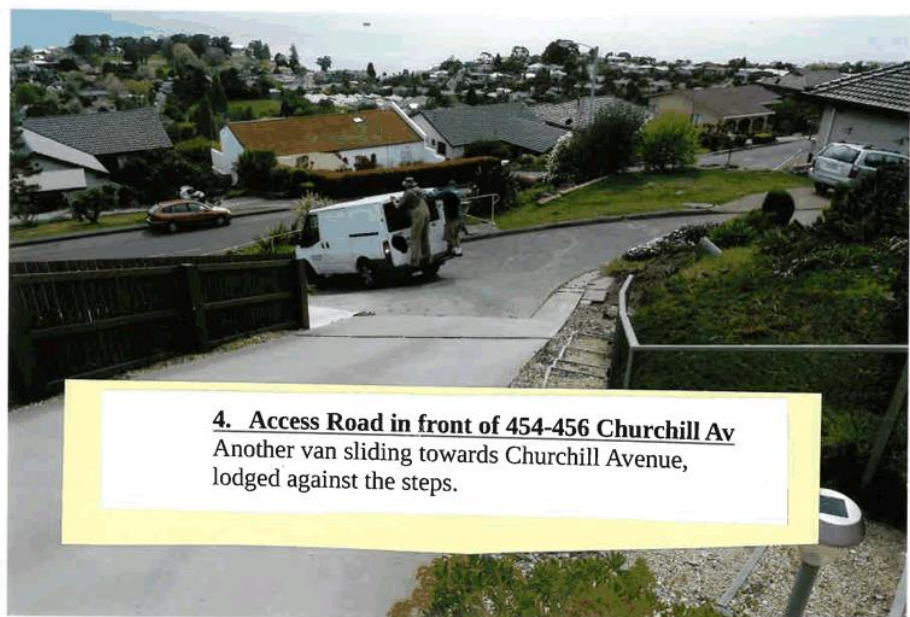 4. Access Road in front of 454-456 Churchill Av
Another van sliding towards Churchill Avenue,
lodged against the steps.